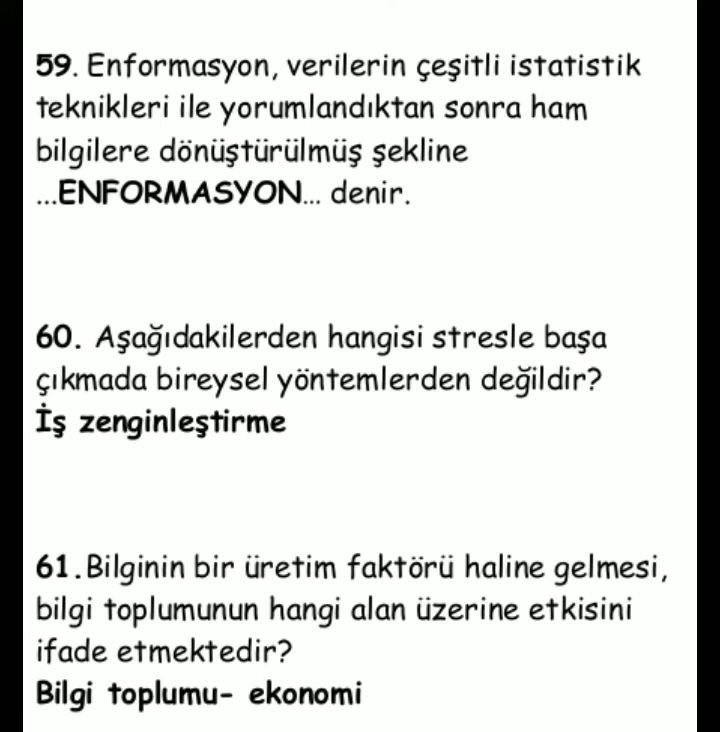 59. Enformasyon, verilerin çeşitli istatistik
teknikleri ile yorumlandıktan sonra ham
bilgilere dönüştürülmüş şekline
...ENFORMASYON... denir.
60. Aşağıdakilerden hangisi stresle başa
çıkmada bireysel yöntemlerden değildir?
İş zenginleştirme
61.Bilginin bir üretim faktörü haline gelmesi,
bilgi toplumunun hangi alan üzerine etkisini
ifade etmektedir?
Bilgi toplumu- ekonomi